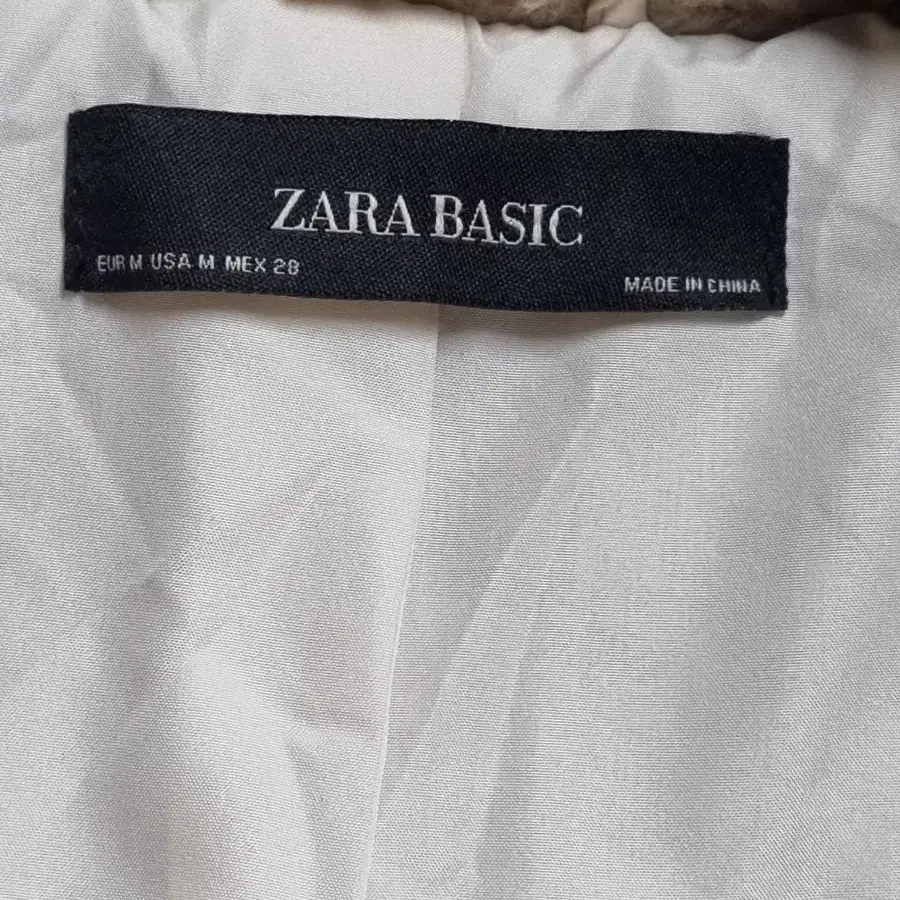 ZARA BASIC
EUR M USA M MEX 28
MADE IN CHINA